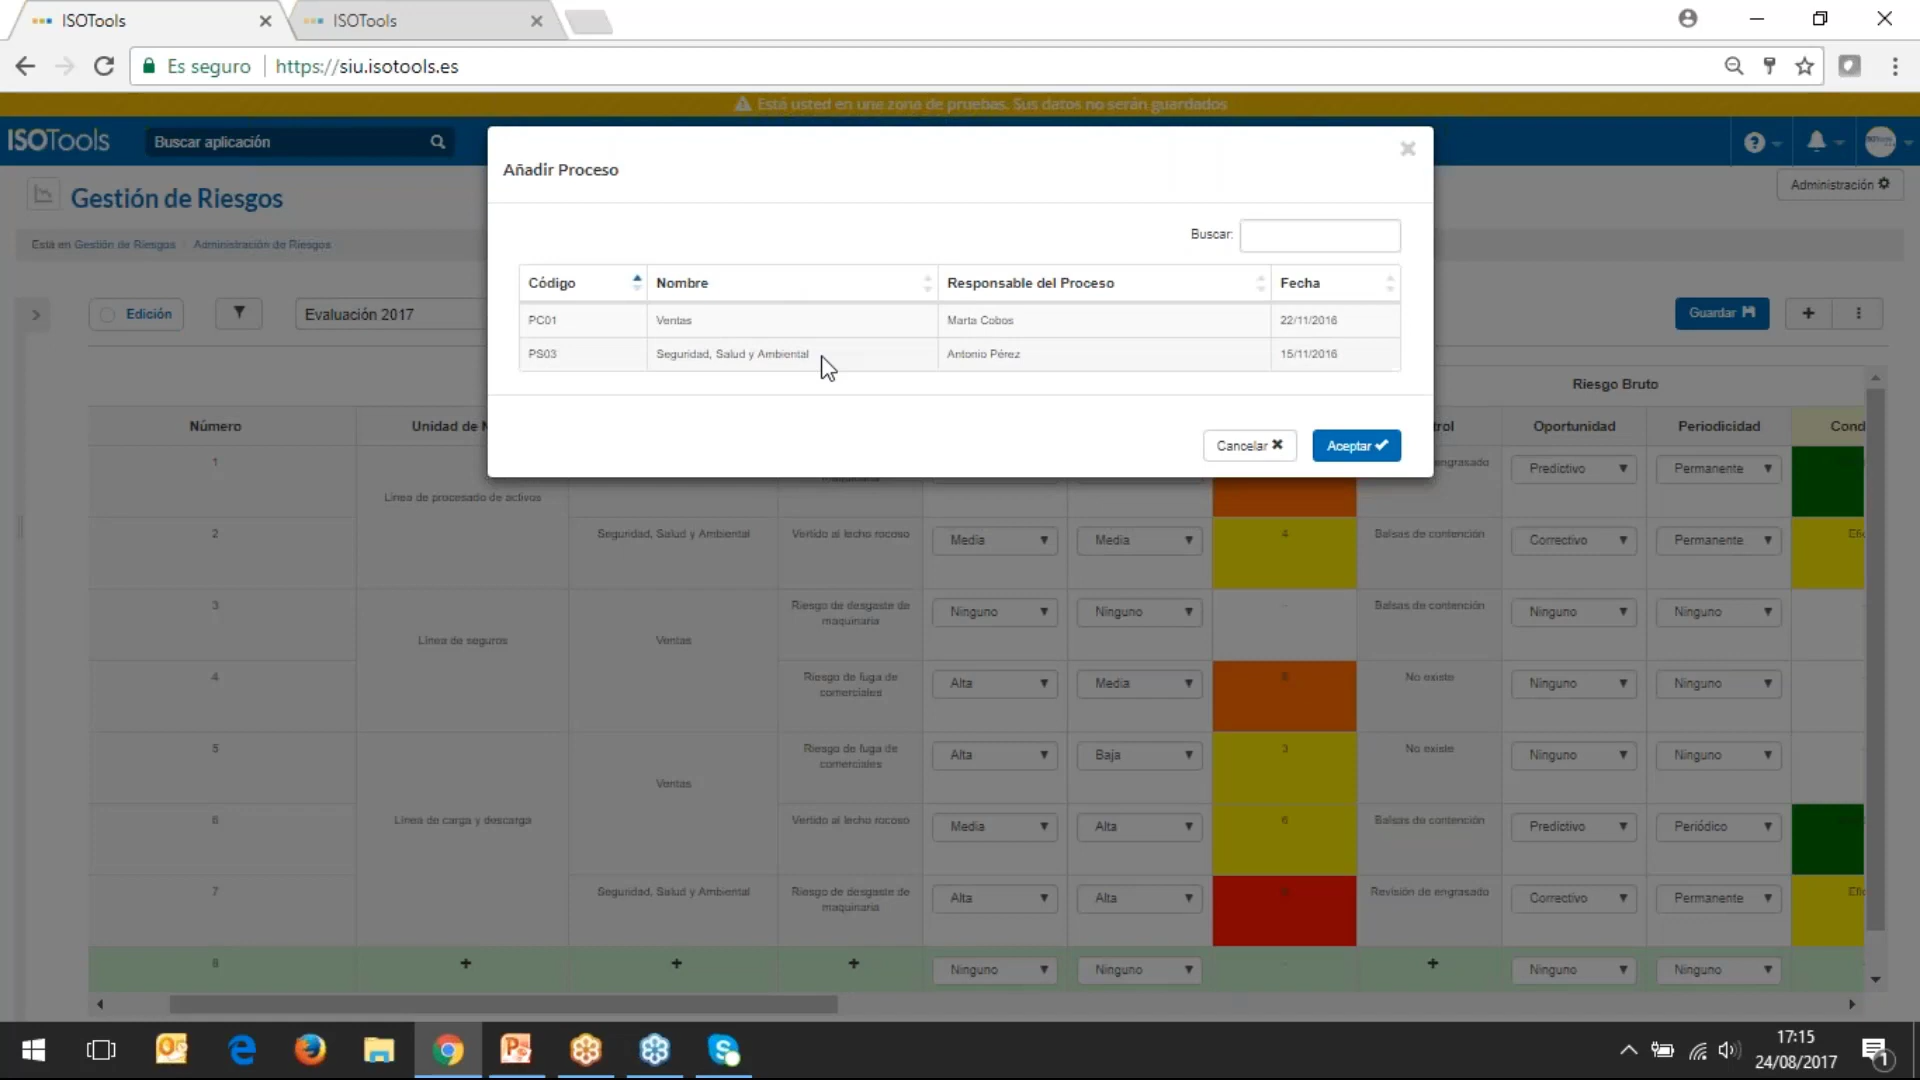 ISOTools
ISOTools
Es seguro
https://siu.isotools.es
Está usted en une zona de pruebas. Sus datos no serán guardados
ISOTools
Buscar aplicación
Gestión de Riesgos
Administración
Está en Gestión de Riesgos / Administración de Riesgos
Edición
Evaluación 2017
Guardar
Añadir Proceso
Buscar:
Código Nombre Responsable del Proceso Fecha
PC01 Ventas Marta Cobos 22/11/2016
PS03 Seguridad, Salud y Ambiental Antonio Pérez 15/11/2016
Cancelar Aceptar
Riesgo Bruto
Número Unidad de Oportunidad Periodicidad Cond
1 Línea de procesado de activos engrasado Predictivo Permanente
2 Seguridad, Salud y Ambiental Vertido al lecho rocoso Media Media 4 Balsas de contención Correctivo Permanente
3 Línea de seguros Ventas Riesgo de desgaste de maquinaria Ninguno Ninguno - Balsas de contención Ninguno Ninguno
4 Riesgo de fuga de comerciales Alta Media No existe Ninguno Ninguno
5 Ventas Riesgo de fuga de comerciales Alta Baja 3 No existe Ninguno Ninguno
6 Línea de carga y descarga Vertido al lecho rocoso Media Alta 6 Balsas de contención Predictivo Periódico
7 Seguridad, Salud y Ambiental Riesgo de desgaste de maquinaria Alta Alta Revisión de engrasado Correctivo Permanente
8 + + + Ninguno Ninguno - + Ninguno Ninguno
17:15
24/08/2017
1